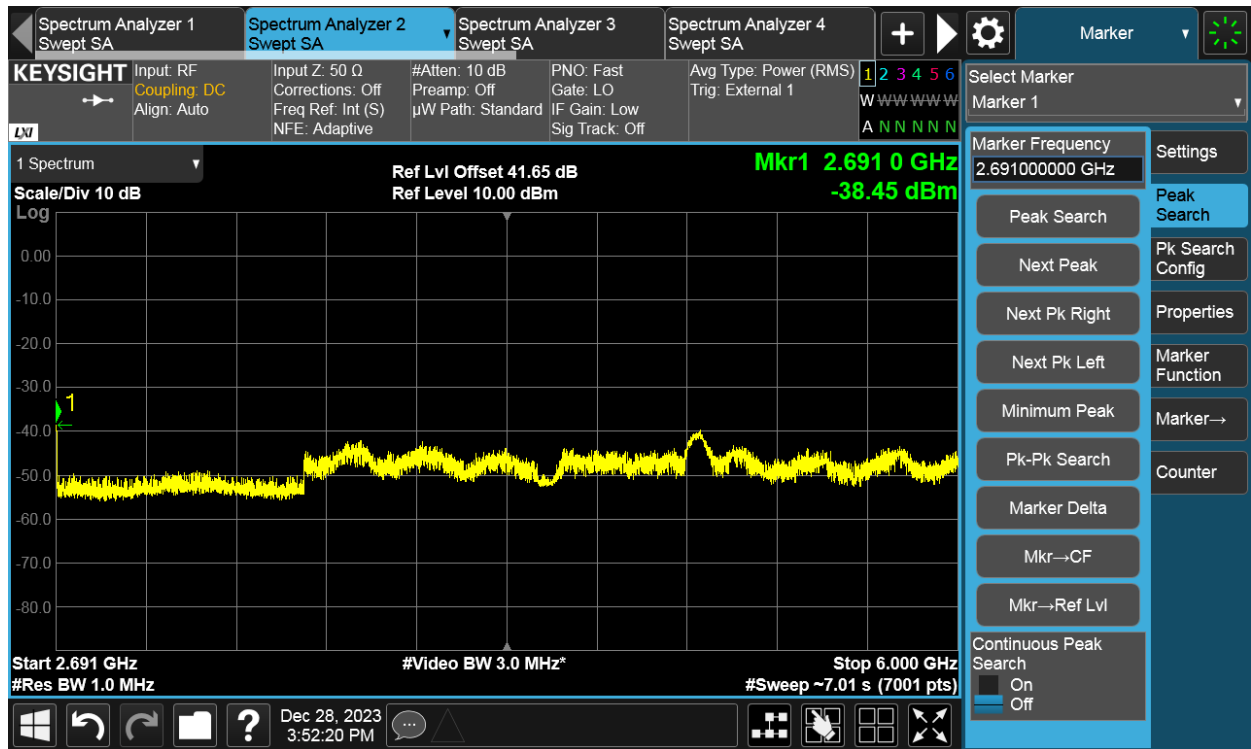 Spectrum Analyzer 1
Swept SA
Spectrum Analyzer 2
Swept SA
Spectrum Analyzer 3
Swept SA
Spectrum Analyzer 4
Swept SA
+
Marker
KEYSIGHT
LXI
Input: RF
Coupling: DC
Align: Auto
Input Z: 50 Ω
Corrections: Off
Freq Ref: Int (S)
NFE: Adaptive
#Atten: 10 dB
Preamp: Off
µW Path: Standard
PNO: Fast
Gate: LO
IF Gain: Low
Sig Track: Off
Avg Type: Power (RMS)
Trig: External 1
1 2 3 4 5 6
W W W W W W
A N N N N N
1 Spectrum
Scale/Div 10 dB
Log
Ref Lvl Offset 41.65 dB
Ref Level 10.00 dBm
Mkr1 2.691 0 GHz
-38.45 dBm
0.00
-10.0
-20.0
-30.0
-40.0
-50.0
-60.0
-70.0
-80.0
1
Start 2.691 GHz
#Res BW 1.0 MHz
#Video BW 3.0 MHz*
Stop 6.000 GHz
#Sweep ~7.01 s (7001 pts)
Select Marker
Marker 1
Marker Frequency
2.691000000 GHz
Peak Search
Next Peak
Next Pk Right
Next Pk Left
Minimum Peak
Pk-Pk Search
Marker Delta
Mkr→CF
Mkr→Ref Lvl
Continuous Peak
Search
On
Off
Settings
Peak
Search
Pk Search
Config
Properties
Marker
Function
Marker→
Counter
?
Dec 28, 2023
3:52:20 PM